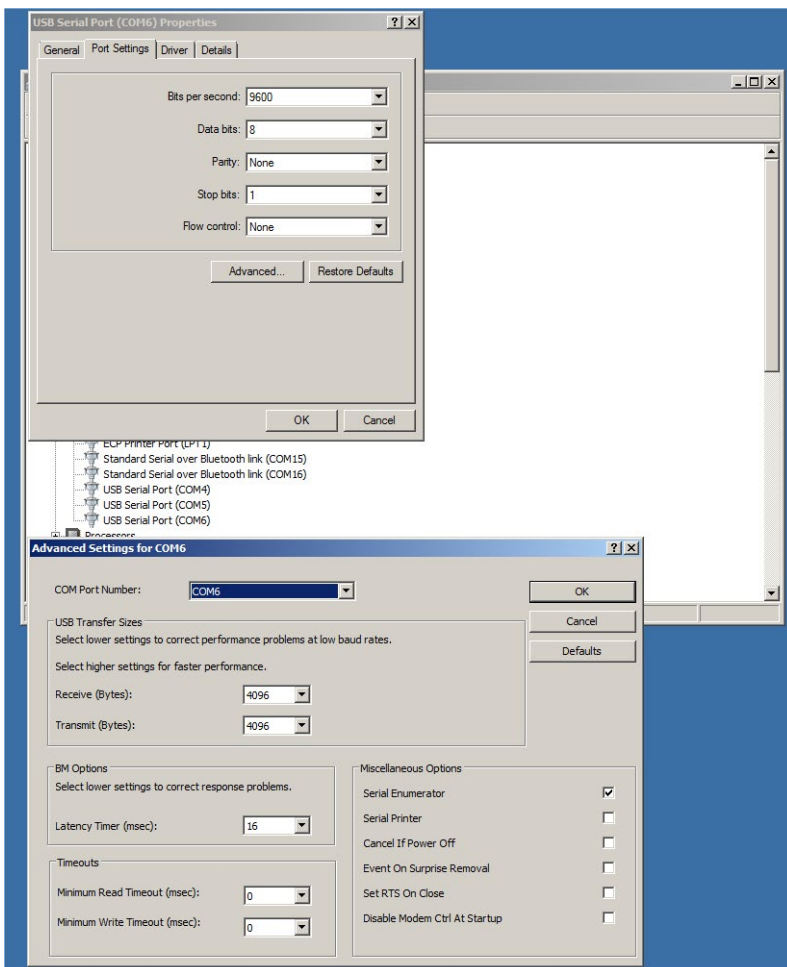 USB Serial Port (COM6) Properties
General Port Settings Driver Details
Bits per second: 9600
Data bits: 8
Parity: None
Stop bits: 1
Flow control: None
Advanced... Restore Defaults
OK Cancel
ECP Printer Port (LPT1)
Standard Serial over Bluetooth link (COM15)
Standard Serial over Bluetooth link (COM16)
USB Serial Port (COM4)
USB Serial Port (COM5)
USB Serial Port (COM6)
Processors
Advanced Settings for COM6
COM Port Number: COM6
OK
Cancel
Defaults
USB Transfer Sizes
Select lower settings to correct performance problems at low baud rates.
Select higher settings for faster performance.
Receive (Bytes): 4096
Transmit (Bytes): 4096
BM Options
Select lower settings to correct response problems.
Latency Timer (msec): 16
Timeouts
Minimum Read Timeout (msec): 0
Minimum Write Timeout (msec): 0
Miscellaneous Options
Serial Enumerator
Serial Printer
Cancel If Power Off
Event On Surprise Removal
Set RTS On Close
Disable Modem Ctrl At Startup